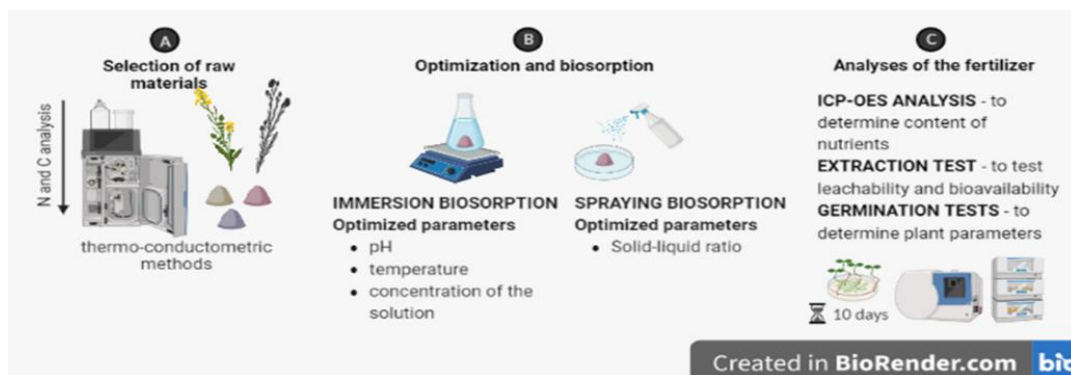 A
Selection of raw
materials
N and C analysis
thermo-conductometric
methods
B
Optimization and biosorption
IMMERSION BIOSORPTION
Optimized parameters
• pH
• temperature
• concentration of the
solution
SPRAYING BIOSORPTION
Optimized parameters
• Solid-liquid ratio
C
Analyses of the fertilizer
ICP-OES ANALYSIS - to
determine content of
nutrients
EXTRACTION TEST - to test
leachability and bioavailability
GERMINATION TESTS - to
determine plant parameters
10 days
Created in BioRender.com bio